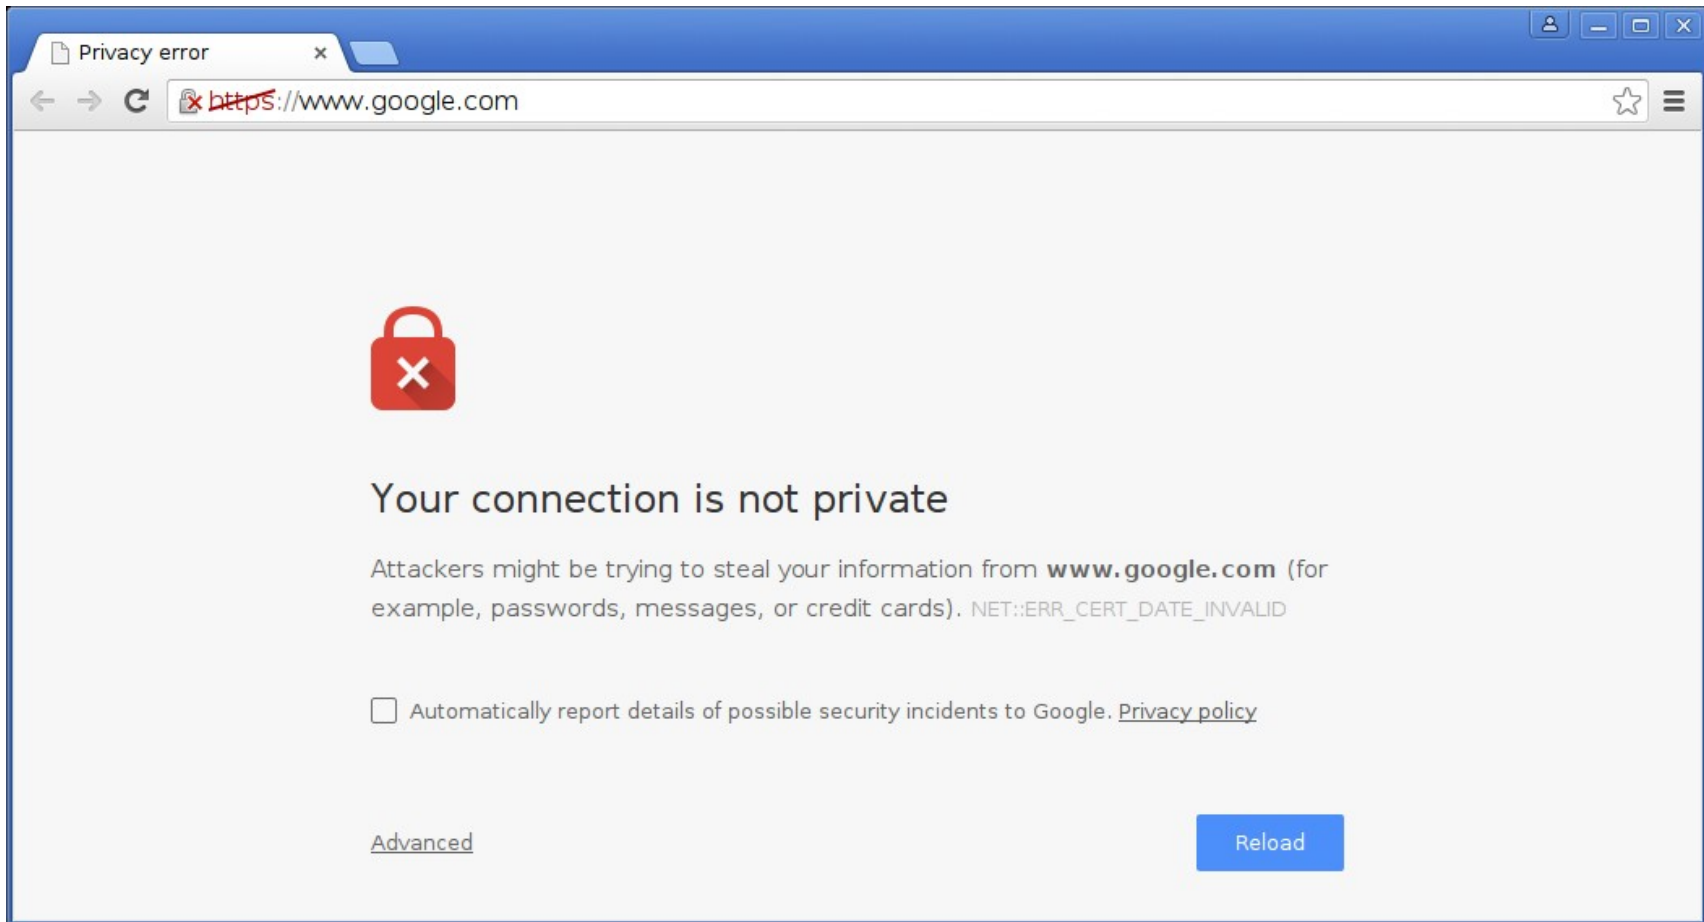 Privacy error
https://www.google.com
Your connection is not private
Attackers might be trying to steal your information from www.google.com (for
example, passwords, messages, or credit cards). NET::ERR_CERT_DATE_INVALID
Automatically report details of possible security incidents to Google. Privacy policy
Advanced
Reload